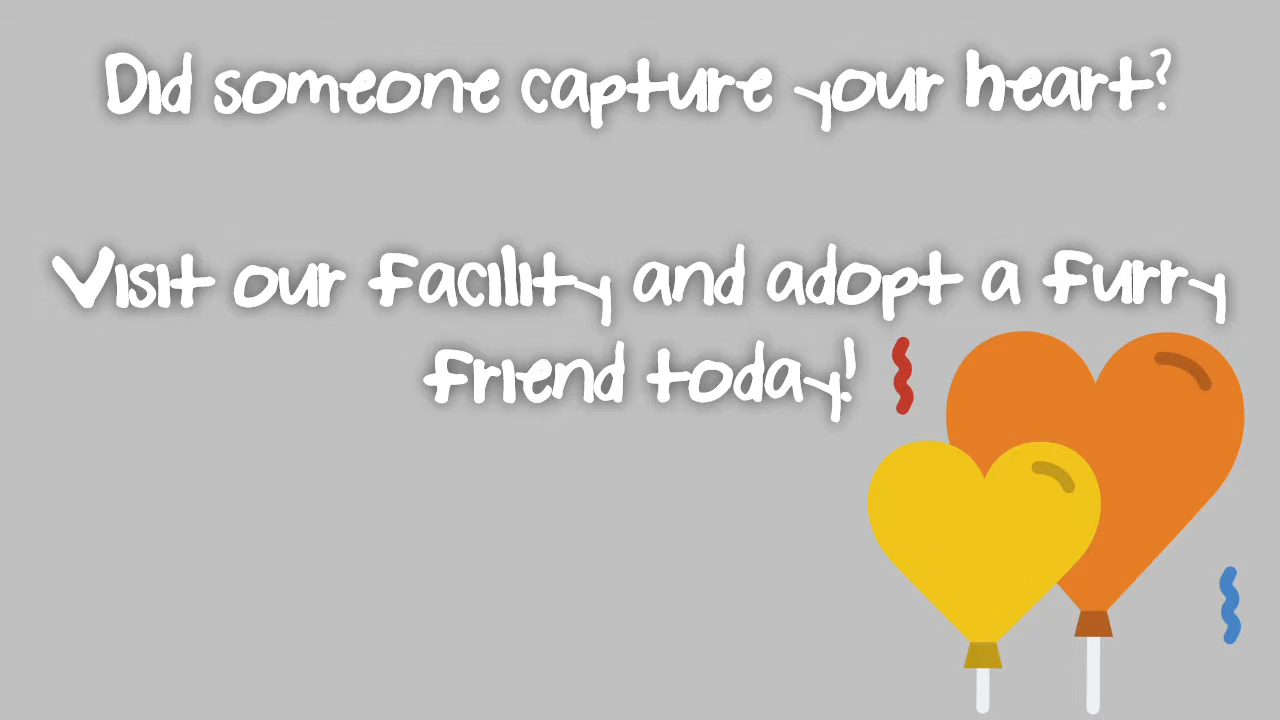 Did someone capture your heart?
Visit our facility and adopt a furry
friend today!